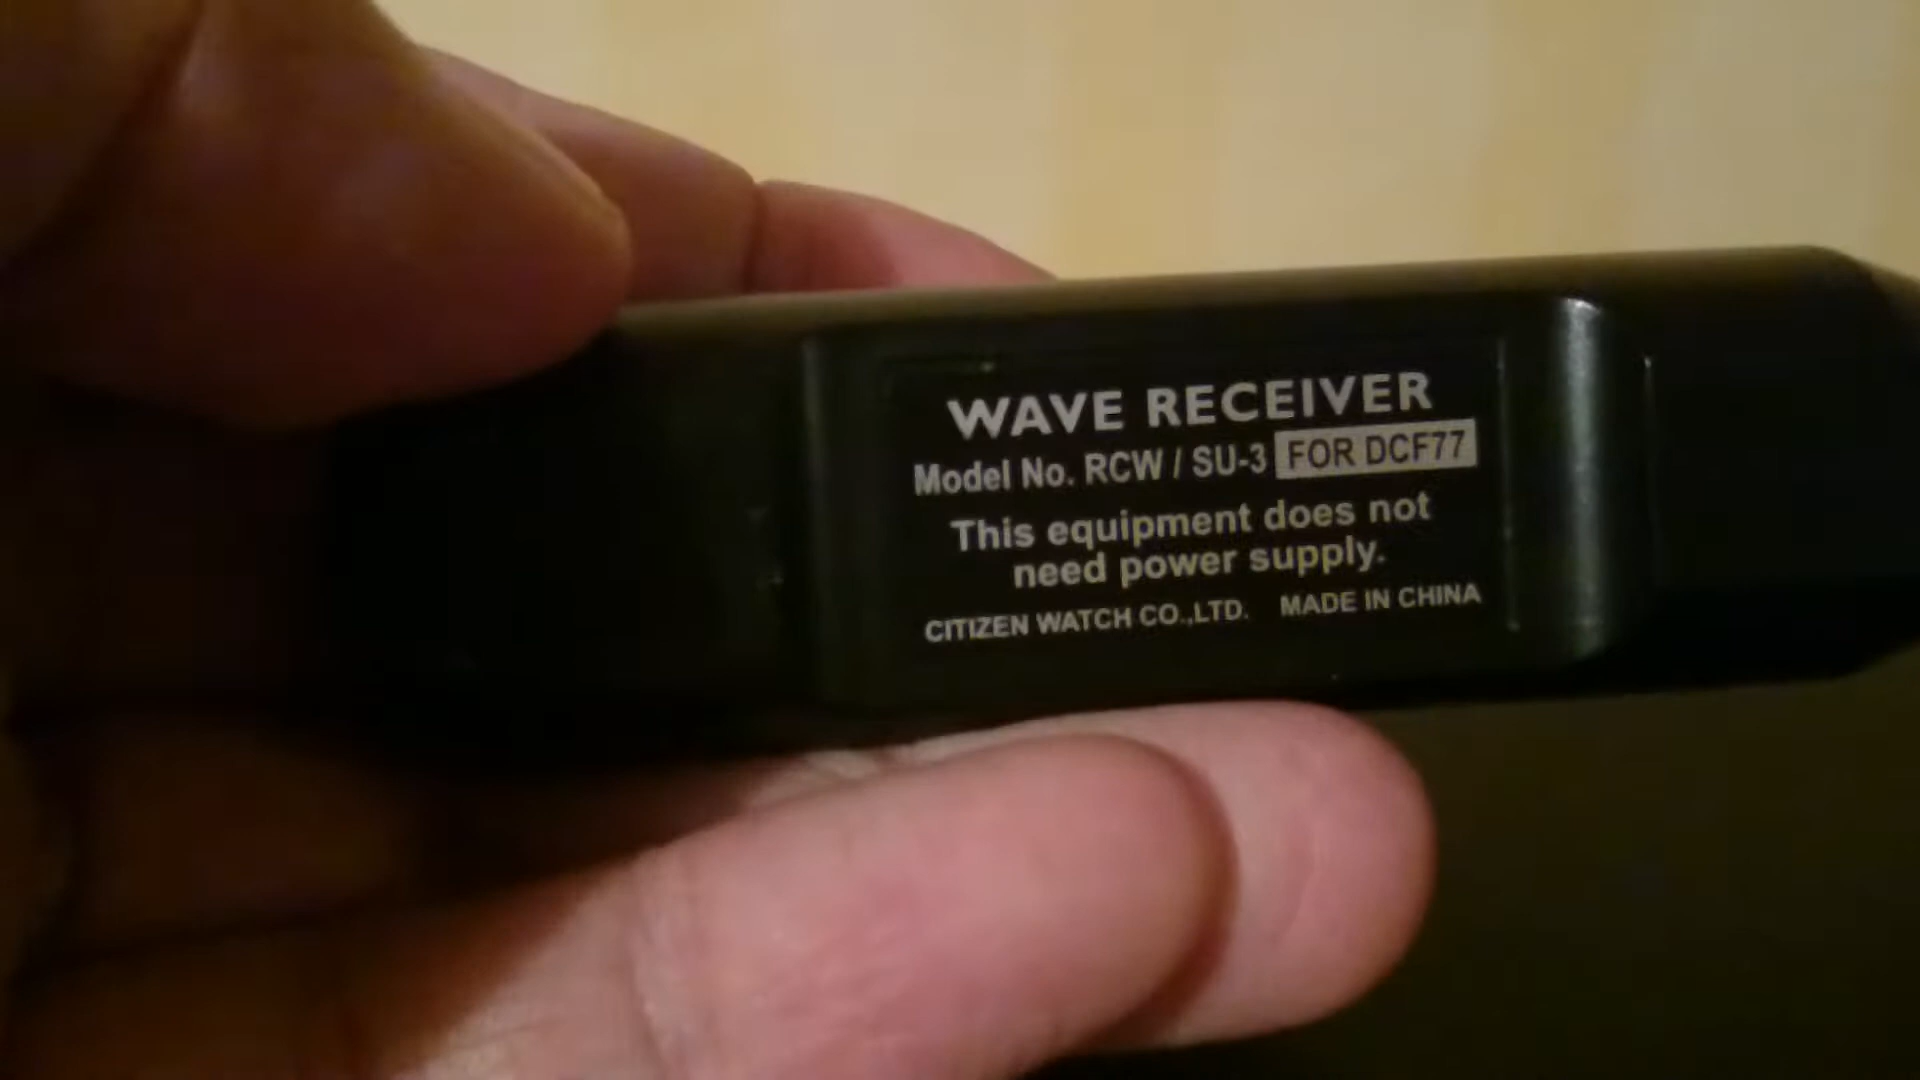 WAVE RECEIVER
Model No. RCW / SU-3 FOR DCF77
This equipment does not
need power supply.
CITIZEN WATCH CO.,LTD. MADE IN CHINA